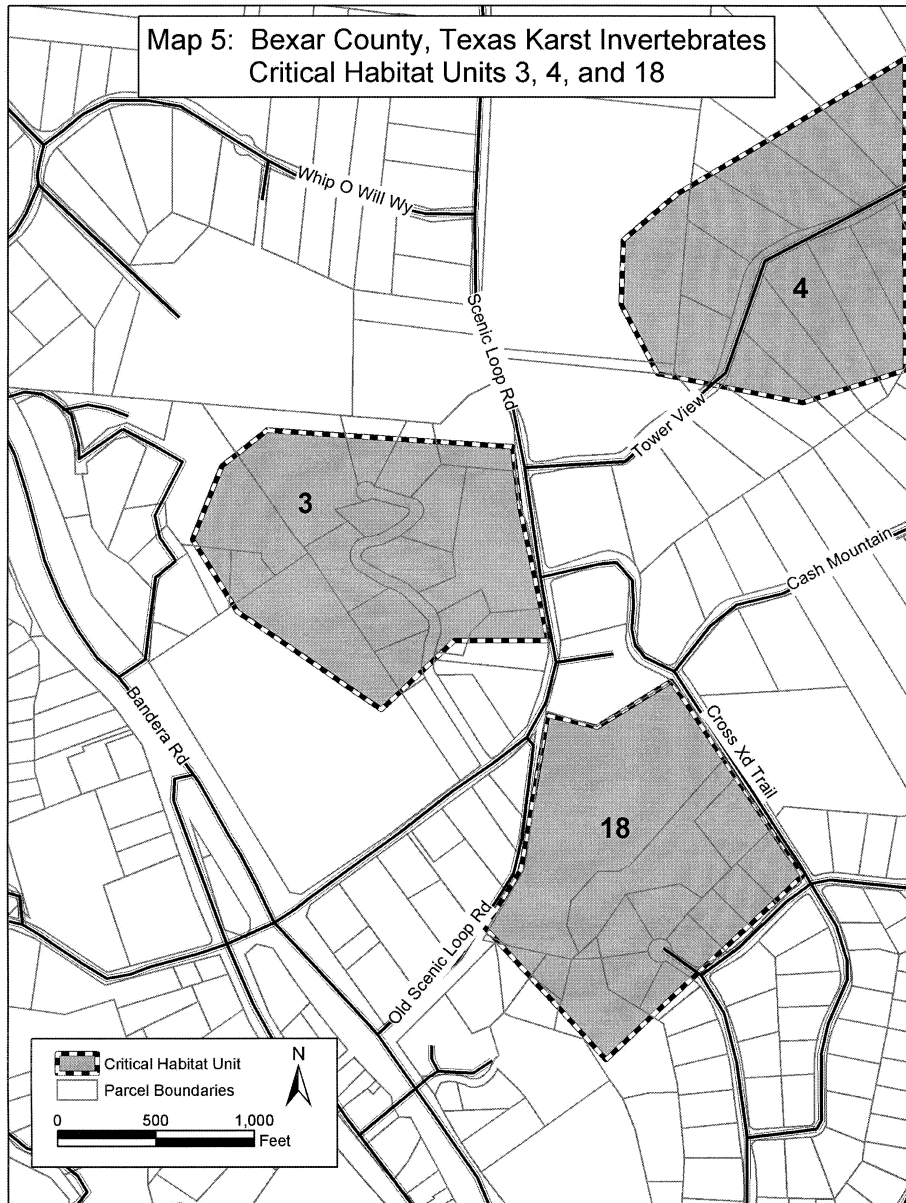 Map 5: Bexar County, Texas Karst Invertebrates
Critical Habitat Units 3, 4, and 18
Whip O Will Wy
Scenic Loop Rd
4
Tower View
3
Cash Mountain
Bandera Rd
Cross Xd Trail
18
Old Scenic Loop Rd
Critical Habitat Unit
Parcel Boundaries
N
0 500 1,000
Feet